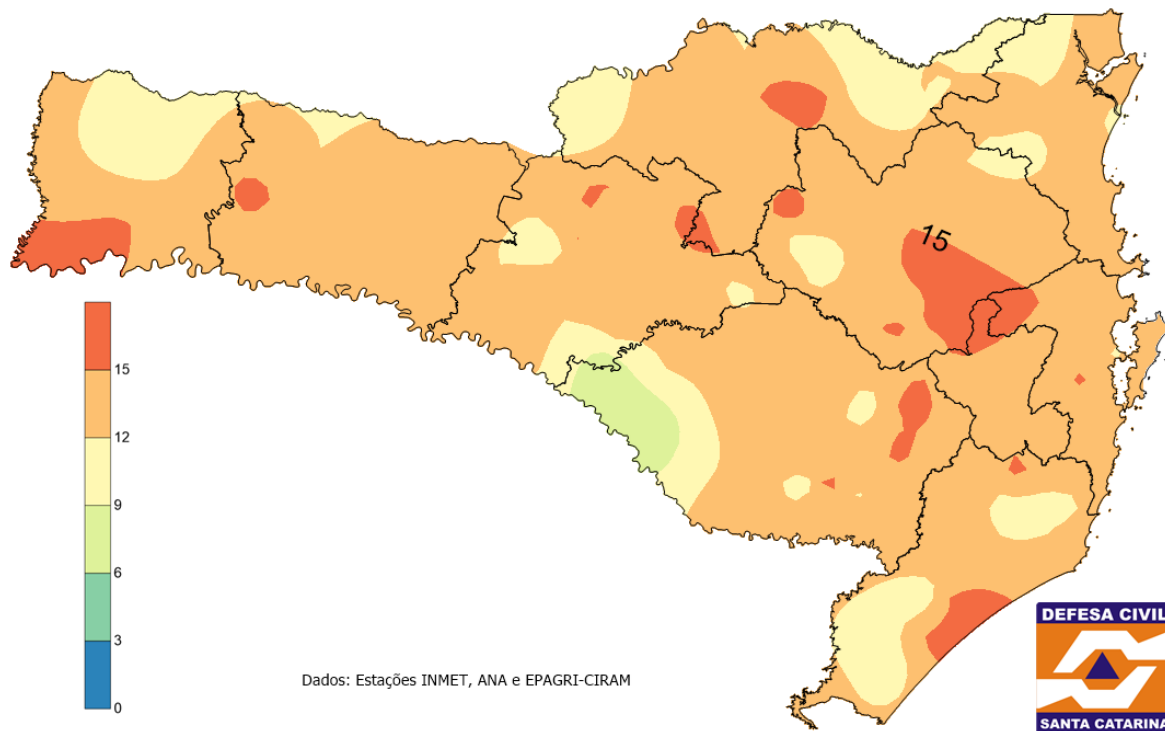 15
15
12
9
6
3
0
Dados: Estações INMET, ANA e EPAGRI-CIRAM
DEFESA CIVIL
SANTA CATARINA